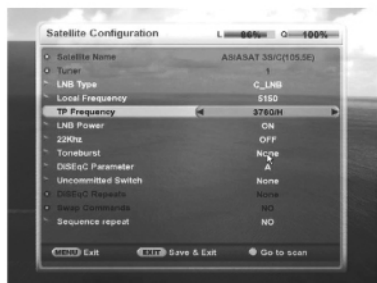 Satellite Configuration L 86% Q 100%
Satellite Name ASIASAT 3S/C(105.5E)
Tuner 1
LNB Type C_LNB
Local Frequency 5150
TP Frequency 3760/H
LNB Power ON
22Khz OFF
Toneburst None
DiSEqC Parameter A
Uncommitted Switch None
DiSEqC Repeats None
Swap Commands NO
Sequence repeat NO
MENU Exit EXIT Save & Exit Go to scan